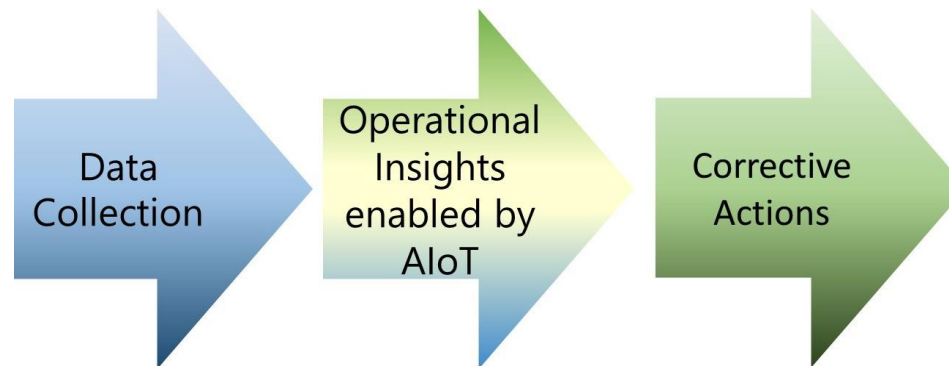 Data
Collection
Operational
Insights
enabled by
AIoT
Corrective
Actions